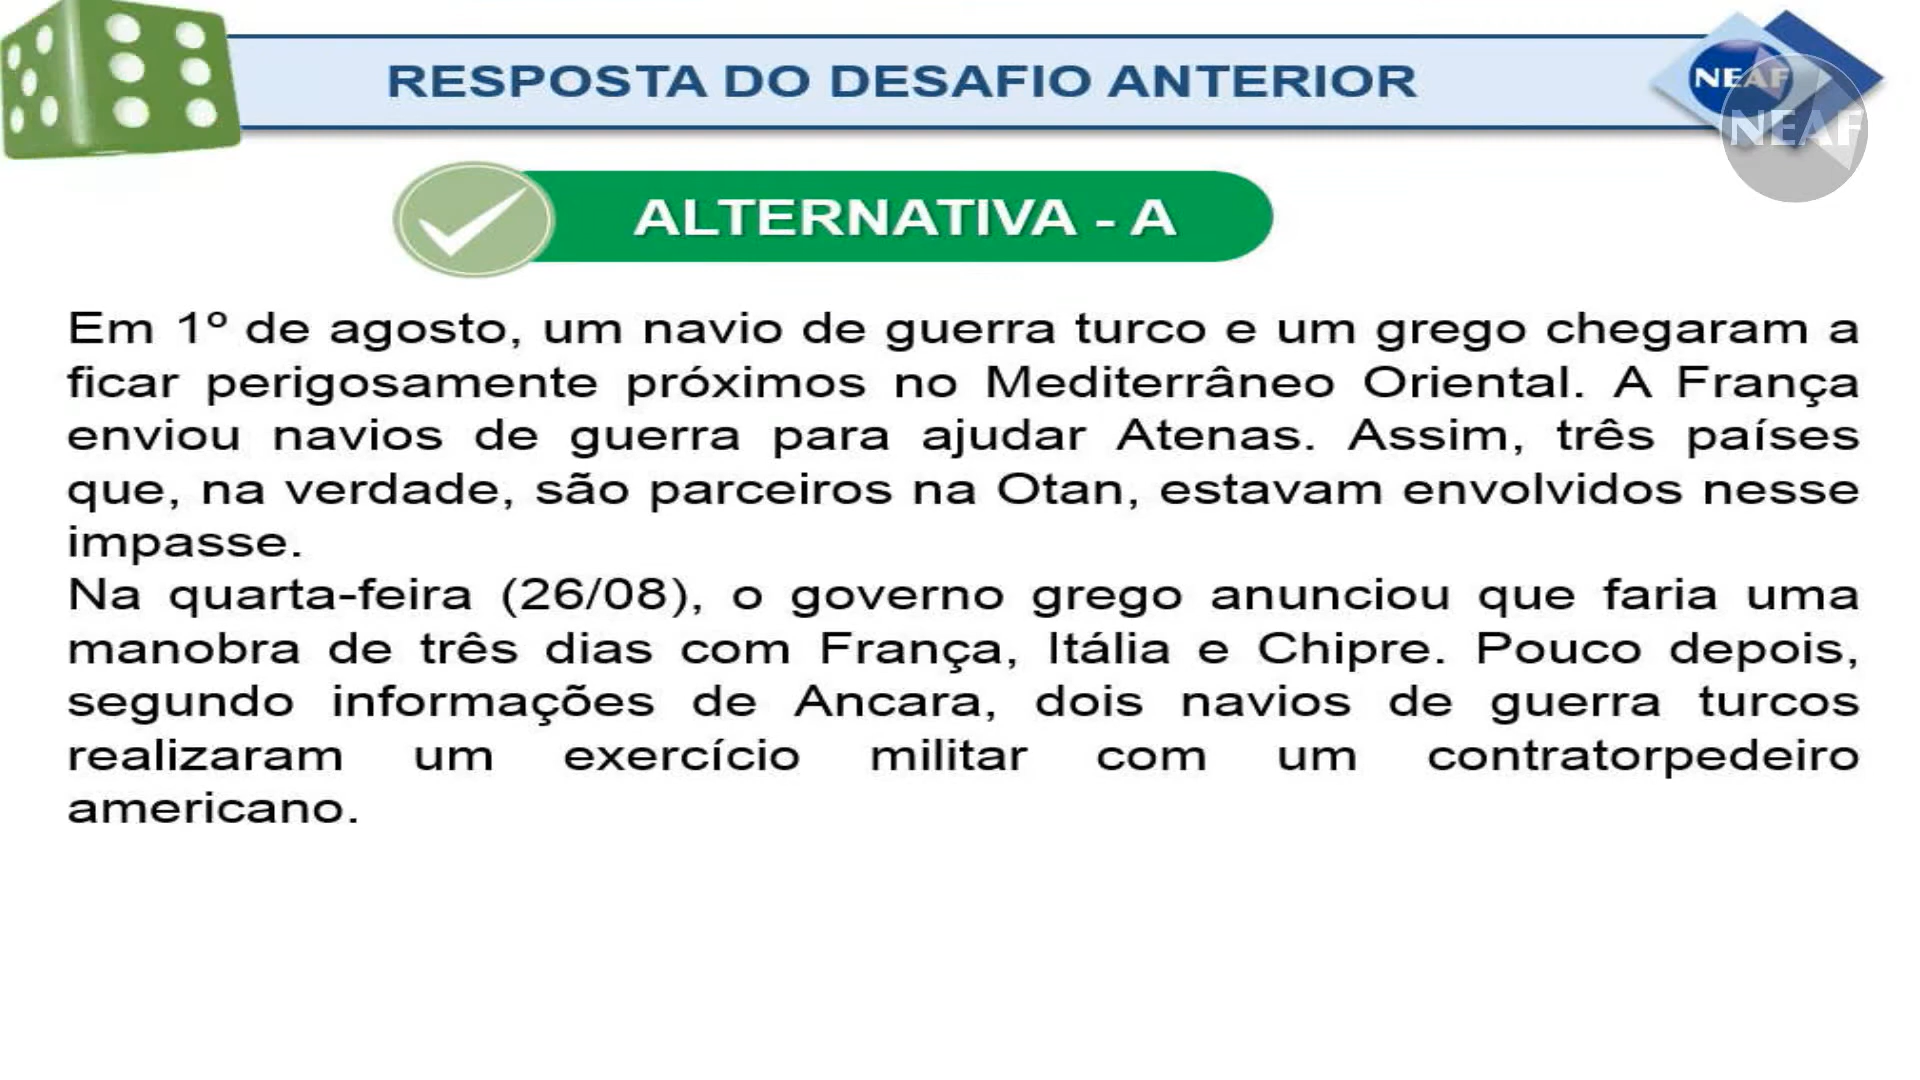 RESPOSTA DO DESAFIO ANTERIOR
NEAF
NEAF
ALTERNATIVA - A
Em 1º de agosto, um navio de guerra turco e um grego chegaram a
ficar perigosamente próximos no Mediterrâneo Oriental. A França
enviou navios de guerra para ajudar Atenas. Assim, três países
que, na verdade, são parceiros na Otan, estavam envolvidos nesse
impasse.
Na quarta-feira (26/08), o governo grego anunciou que faria uma
manobra de três dias com França, Itália e Chipre. Pouco depois,
segundo informações de Ancara, dois navios de guerra turcos
realizaram um exercício militar com um contratorpedeiro
americano.